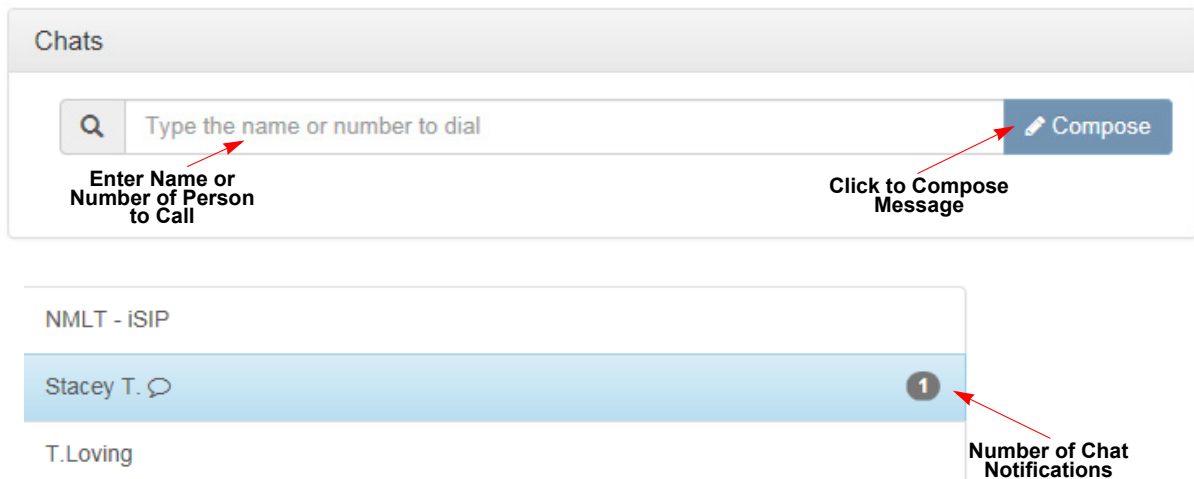 Chats
Type the name or number to dial
Compose
Enter Name or
Number of Person
to Call
Click to Compose
Message
NMLT - iSIP
Stacey T.
1
T.Loving
Number of Chat
Notifications